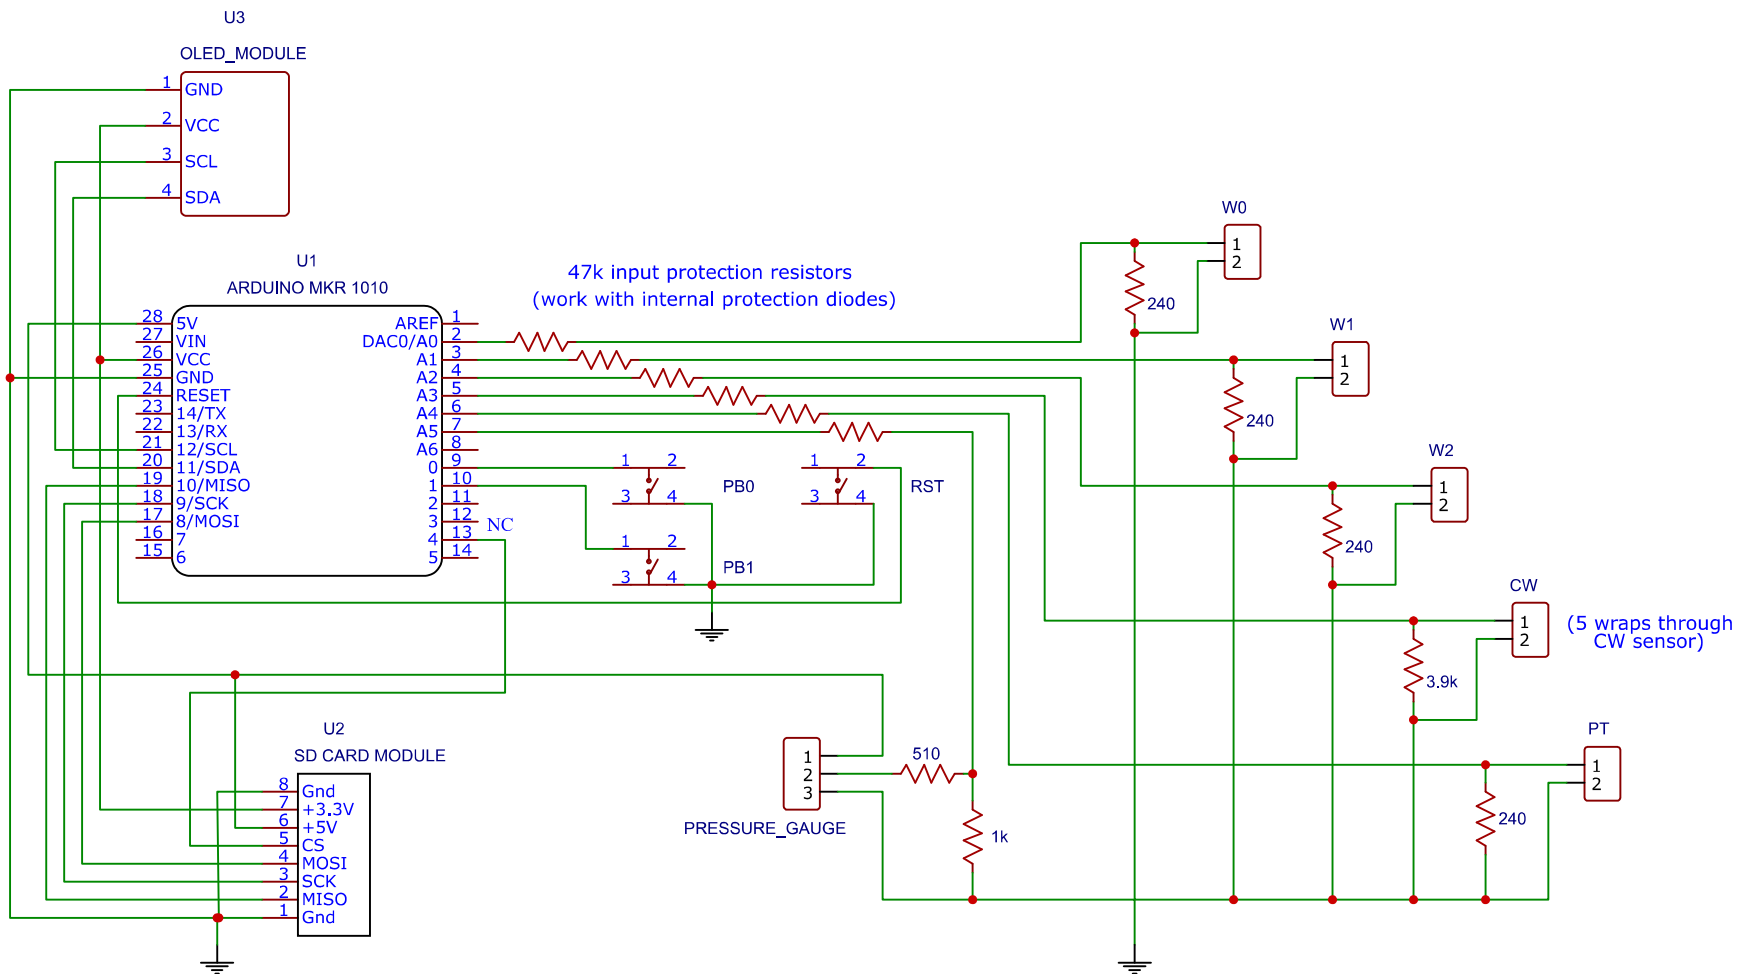 U3
OLED_MODULE
1 GND
2 VCC
3 SCL
4 SDA
U1
ARDUINO MKR 1010
28 5V
27 VIN
26 VCC
25 GND
24 RESET
23 14/TX
22 13/RX
21 12/SCL
20 11/SDA
19 10/MISO
18 9/SCK
17 8/MOSI
16 7
15 6
AREF 1
DAC0/A0 2
A1 3
A2 4
A3 5
A4 6
A5 7
A6 8
0 9
1 10
2 11
3 12
4 13
5 14
NC
47k input protection resistors
(work with internal protection diodes)
1 2
3 4
PB0
1 2
3 4
PB1
1 2
3 4
RST
W0
1
2
240
W1
1
2
240
W2
1
2
240
CW
1
2
(5 wraps through
CW sensor)
3.9k
PT
1
2
240
U2
SD CARD MODULE
8 Gnd
7 +3.3V
6 +5V
5 CS
4 MOSI
3 SCK
2 MISO
1 Gnd
1
2
3
PRESSURE_GAUGE
510
1k